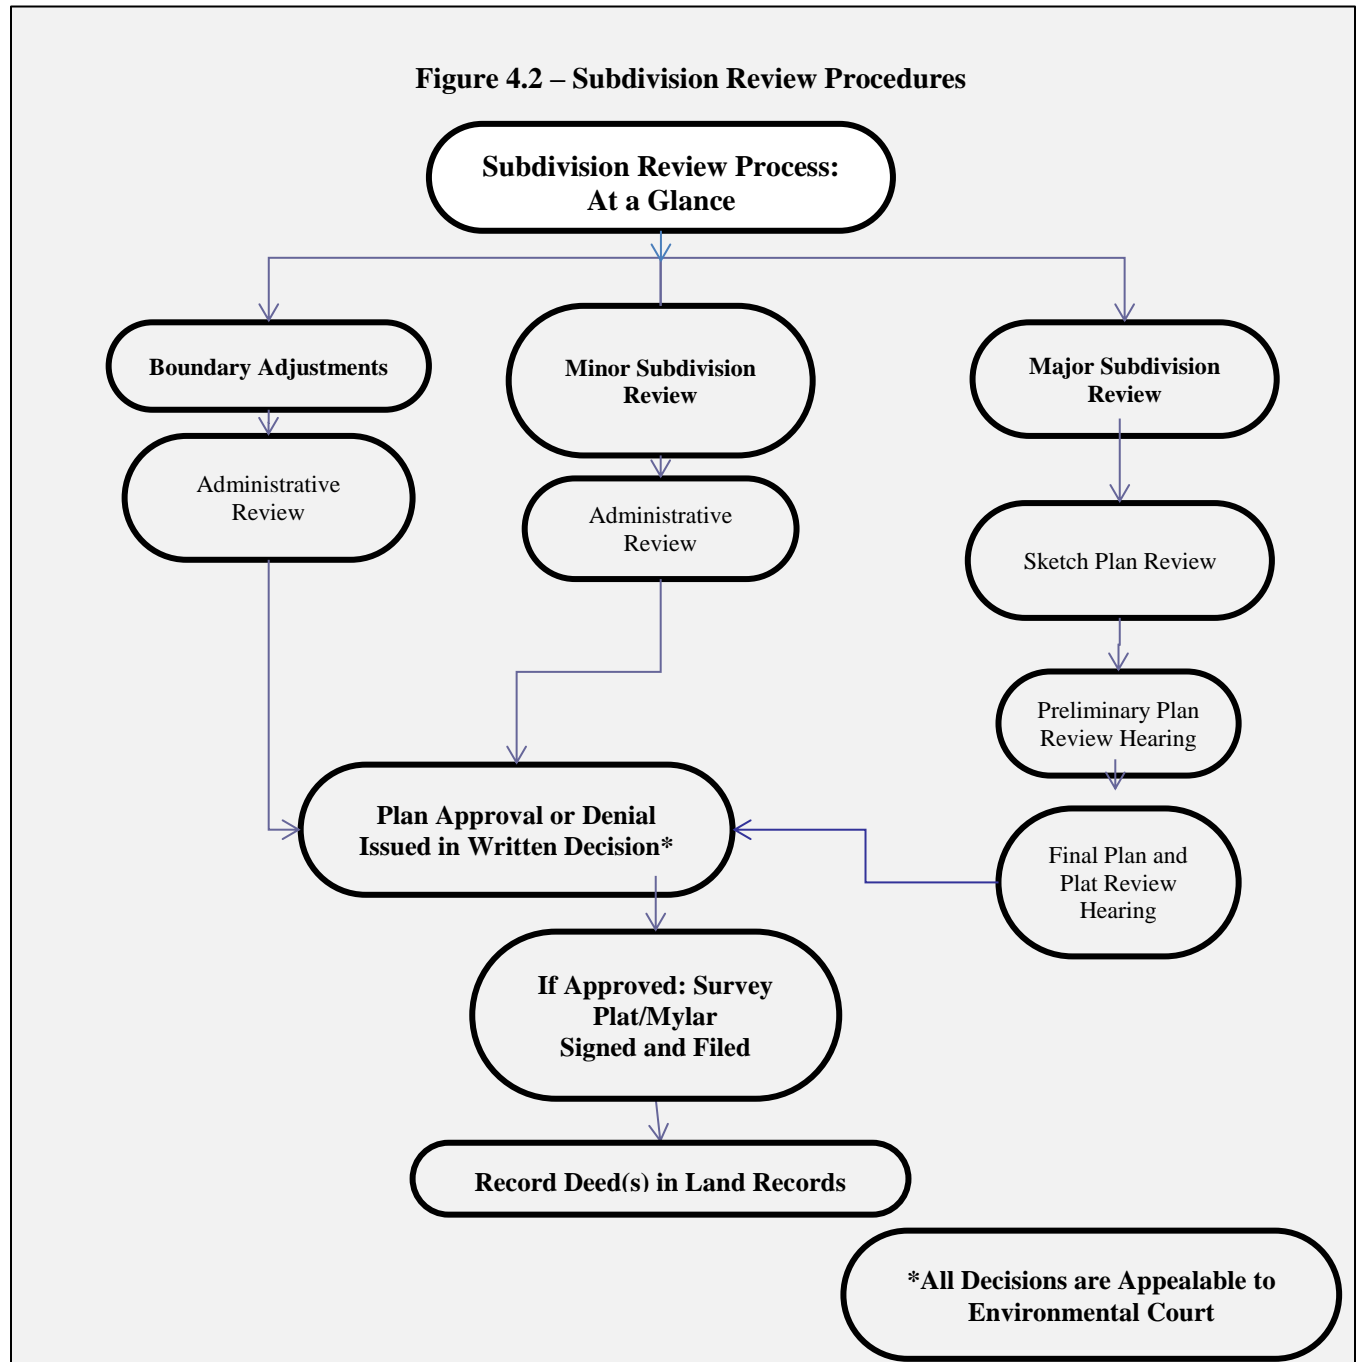 Figure 4.2 – Subdivision Review Procedures
Subdivision Review Process:
At a Glance
Boundary Adjustments
Administrative
Review
Minor Subdivision
Review
Administrative
Review
Major Subdivision
Review
Sketch Plan Review
Preliminary Plan
Review Hearing
Final Plan and
Plat Review
Hearing
Plan Approval or Denial
Issued in Written Decision*
If Approved: Survey
Plat/Mylar
Signed and Filed
Record Deed(s) in Land Records
*All Decisions are Appealable to
Environmental Court